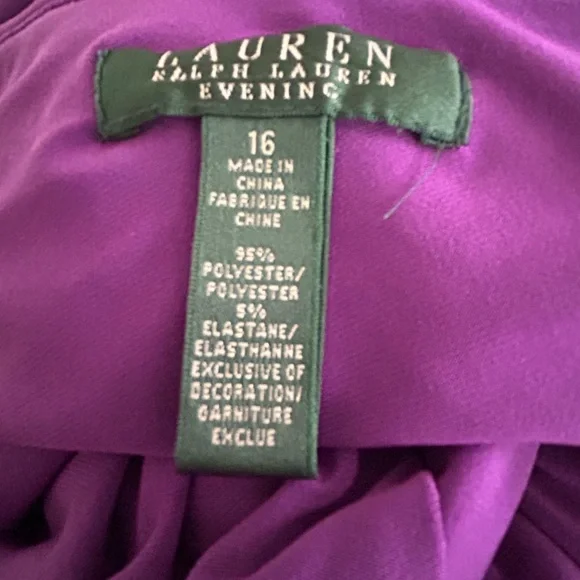 LAUREN
RALPH LAUREN
EVENING
16
MADE IN
CHINA
FABRIQUE EN
CHINE
95%
POLYESTER/
POLYESTER
5%
ELASTANE/
ELASTHANNE
EXCLUSIVE OF
DECORATION/
GARNITURE
EXCLUE